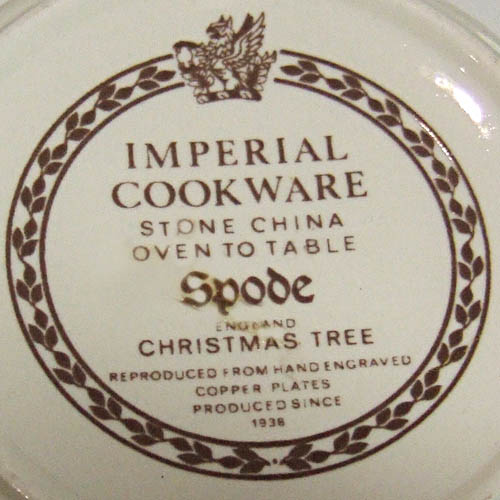 IMPERIAL
COOKWARE
STONE CHINA
OVEN TO TABLE
Spode
ENGLAND
CHRISTMAS TREE
REPRODUCED FROM HAND ENGRAVED
COPPER PLATES
PRODUCED SINCE
1938